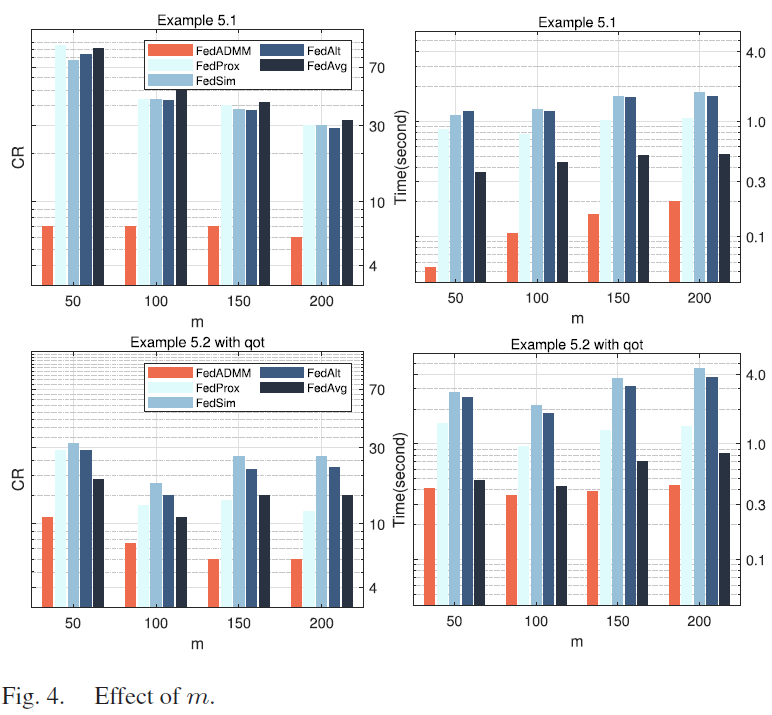 Example 5.1
FedADMM
FedProx
FedSim
FedAlt
FedAvg
70
30
10
4
CR
50 100 150 200
m
Example 5.1
4.0
1.0
0.3
0.1
Time(second)
50 100 150 200
m
Example 5.2 with qot
FedADMM
FedProx
FedSim
FedAlt
FedAvg
70
30
10
4
CR
50 100 150 200
m
Example 5.2 with qot
4.0
1.0
0.3
0.1
Time(second)
50 100 150 200
m
Fig. 4. Effect of m.